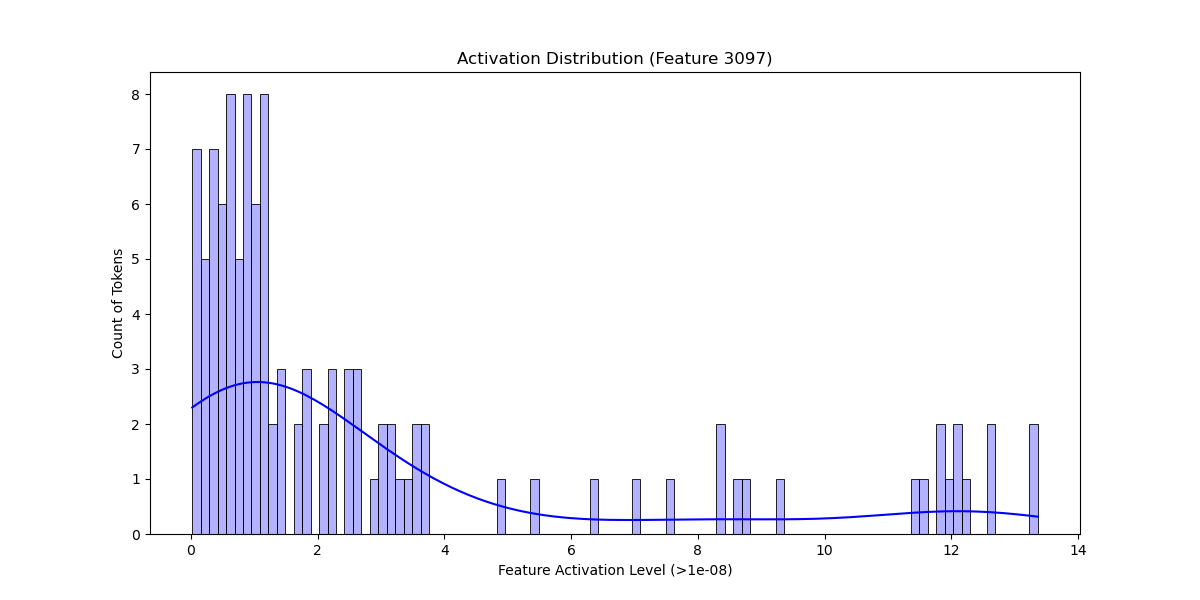 Activation Distribution (Feature 3097)
8
7
6
5
4
3
2
1
0
Count of Tokens
0 2 4 6 8 10 12 14
Feature Activation Level (>1e-08)